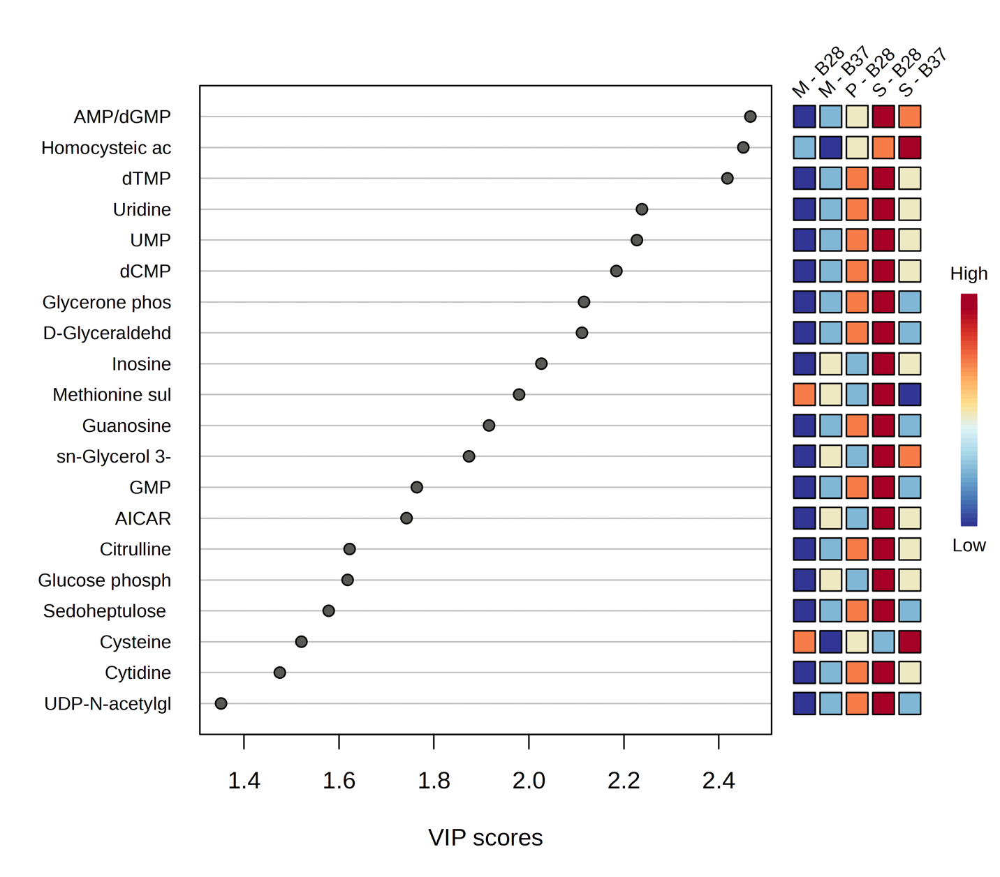 M - B28
M - B37
P - B28
S - B28
S - B37
AMP/dGMP
Homocysteic ac
dTMP
Uridine
UMP
dCMP
Glycerone phos
D-Glyceraldehd
Inosine
Methionine sul
Guanosine
sn-Glycerol 3-
GMP
AICAR
Citrulline
Glucose phosph
Sedoheptulose
Cysteine
Cytidine
UDP-N-acetylgl
High
Low
1.4 1.6 1.8 2.0 2.2 2.4
VIP scores